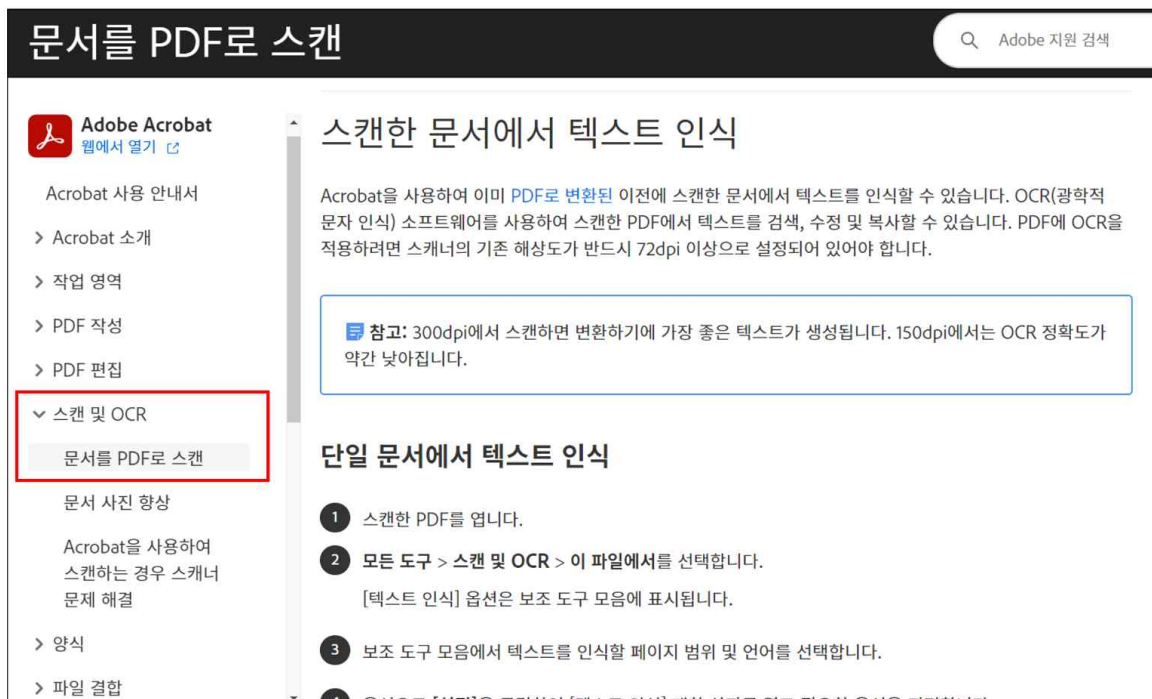 문서를 PDF로 스캔
Adobe 지원 검색
Adobe Acrobat
웹에서 열기
Acrobat 사용 안내서
Acrobat 소개
작업 영역
PDF 작성
PDF 편집
스캔 및 OCR
문서를 PDF로 스캔
문서 사진 향상
Acrobat을 사용하여
스캔하는 경우 스캐너
문제 해결
양식
파일 결합
스캔한 문서에서 텍스트 인식
Acrobat을 사용하여 이미 PDF로 변환된 이전에 스캔한 문서에서 텍스트를 인식할 수 있습니다. OCR(광학적
문자 인식) 소프트웨어를 사용하여 스캔한 PDF에서 텍스트를 검색, 수정 및 복사할 수 있습니다. PDF에 OCR을
적용하려면 스캐너의 기존 해상도가 반드시 72dpi 이상으로 설정되어 있어야 합니다.
참고: 300dpi에서 스캔하면 변환하기에 가장 좋은 텍스트가 생성됩니다. 150dpi에서는 OCR 정확도가
약간 낮아집니다.
단일 문서에서 텍스트 인식
1 스캔한 PDF를 엽니다.
2 모든 도구 > 스캔 및 OCR > 이 파일에서를 선택합니다.
[텍스트 인식] 옵션은 보조 도구 모음에 표시됩니다.
3 보조 도구 모음에서 텍스트를 인식할 페이지 범위 및 언어를 선택합니다.